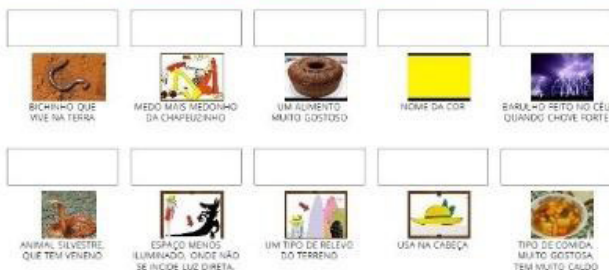 BICHINHO QUE
VIVE NA TERRA
MEDO MAIS MEDONHO
DA CHAPEUZINHO
UM ALIMENTO
MUITO GOSTOSO
NOME DA COR
BARULHO FEITO NO CÉU
QUANDO CHOVE FORTE
ANIMAL SILVESTRE,
QUE TEM VENENO
ESPAÇO MENOS
ILUMINADO, ONDE NÃO
SE INCIDE LUZ DIRETA.
UM TIPO DE RELEVO
DO TERRENO
USA NA CABEÇA
TIPO DE COMIDA
MUITO GOSTOSA,
TEM MUITO CALDO